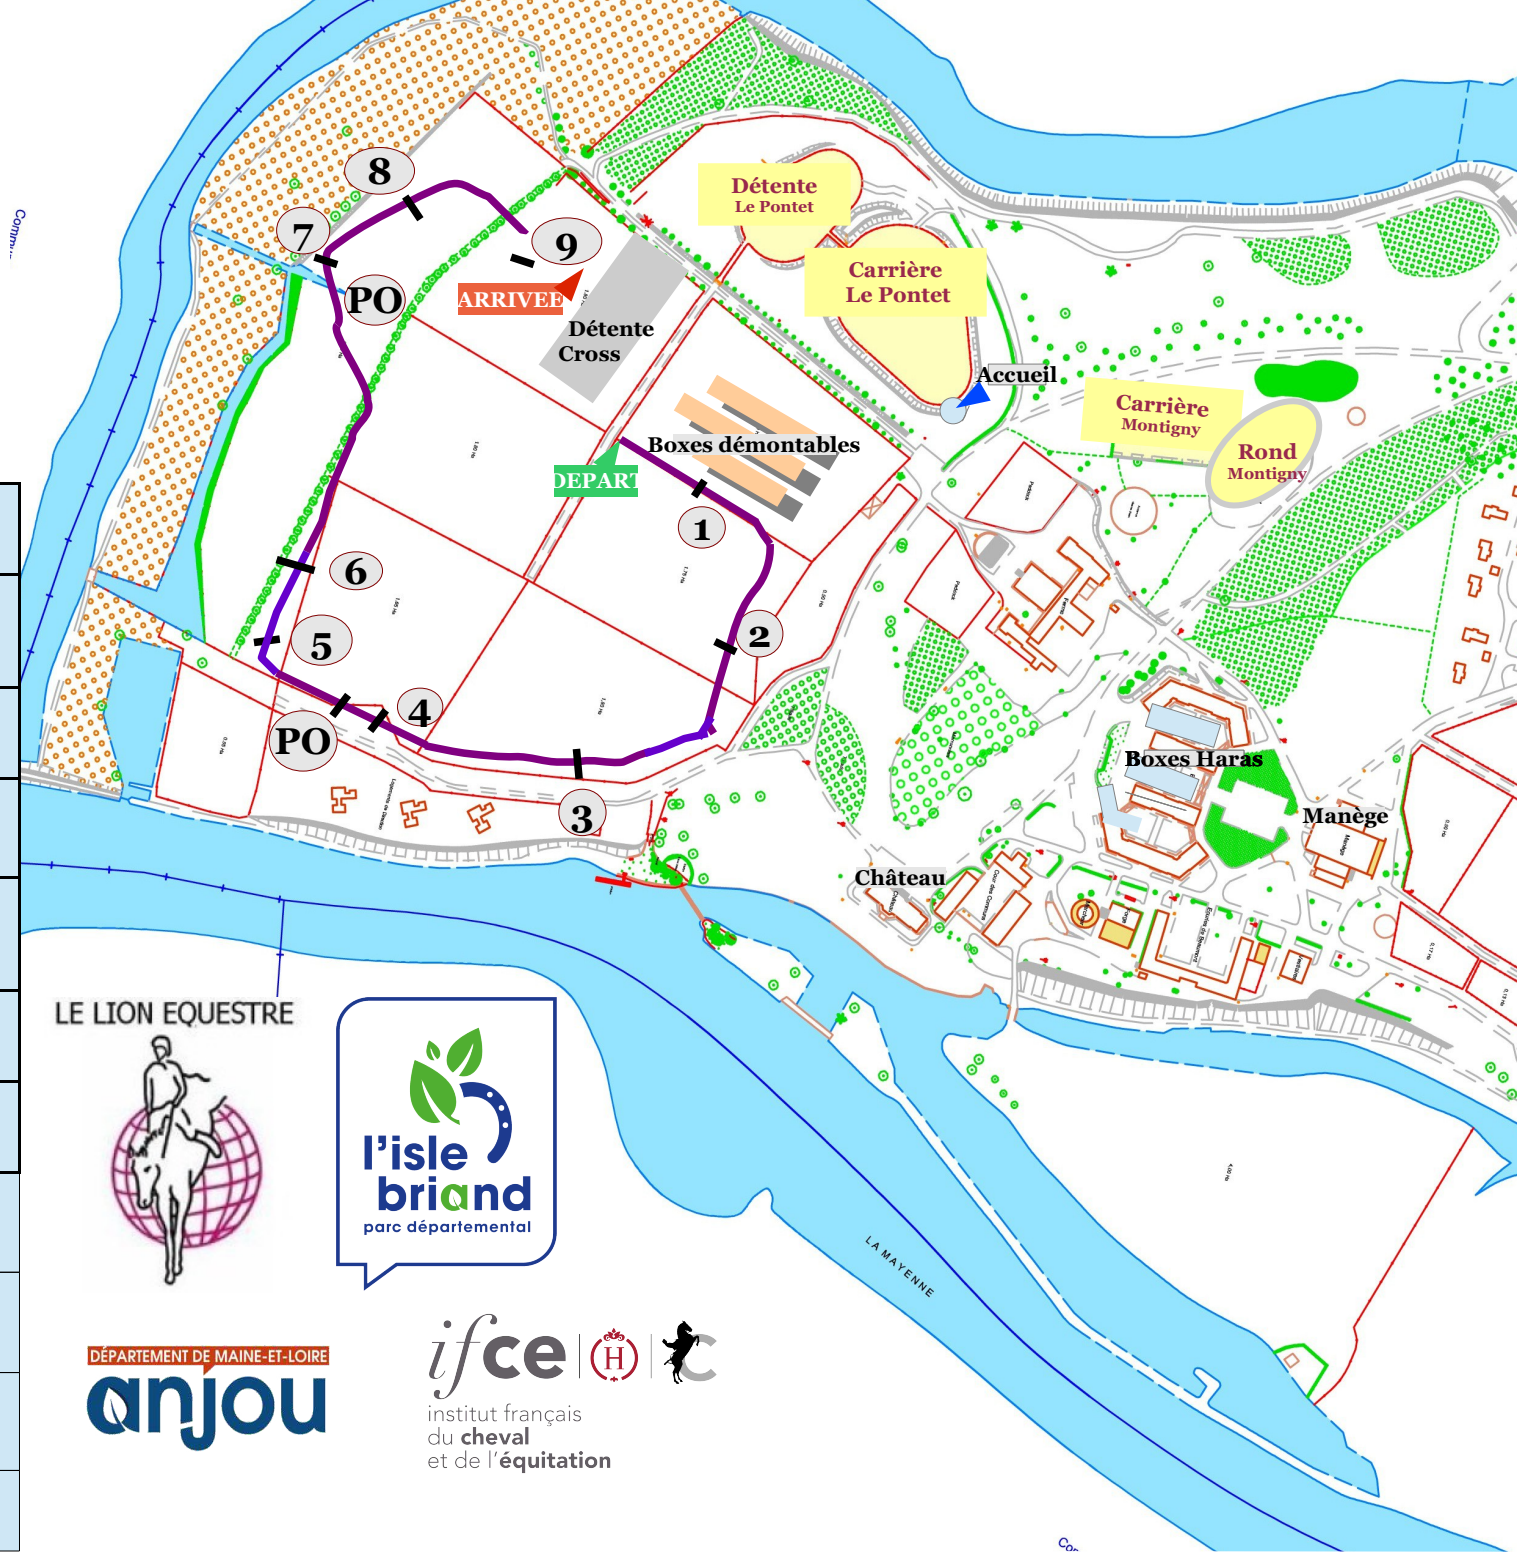 8
7
9
PO
ARRIVEE
Détente
Cross
Détente
Le Pontet
Carrière
Le Pontet
Accueil
Carrière
Montigny
Rond
Montigny
Boxes démontables
DEPART
1
6
5
2
4
PO
3
Boxes Haras
Manège
Château
Commu
LE LION EQUESTRE
l'isle
briand
parc départemental
LA MAYENNE
DÉPARTEMENT DE MAINE-ET-LOIRE
anjou
ifce
H
institut français
du cheval
et de l'équitation